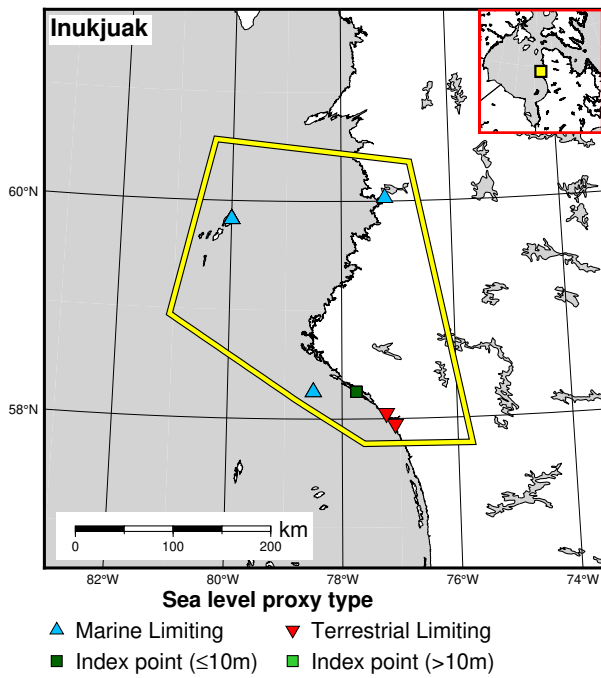 Inukjuak
60°N
58°N
km
0 100 200
82°W 80°W 78°W 76°W 74°W
Sea level proxy type
Marine Limiting Terrestrial Limiting
Index point (≤10m) Index point (>10m)